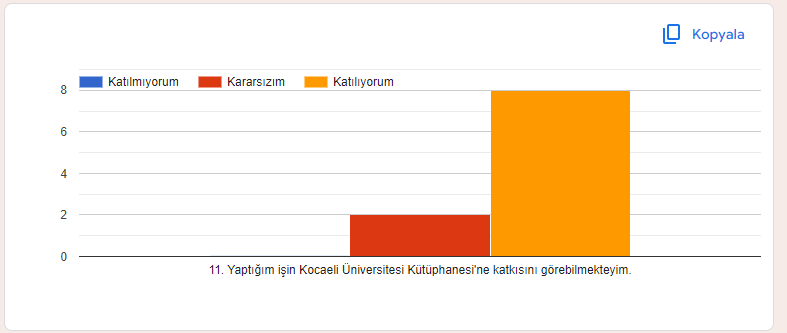 Kopyala
Katılmıyorum Kararsızım Katılıyorum
8
6
4
2
0
11. Yaptığım işin Kocaeli Üniversitesi Kütüphanesi'ne katkısını görebilmekteyim.